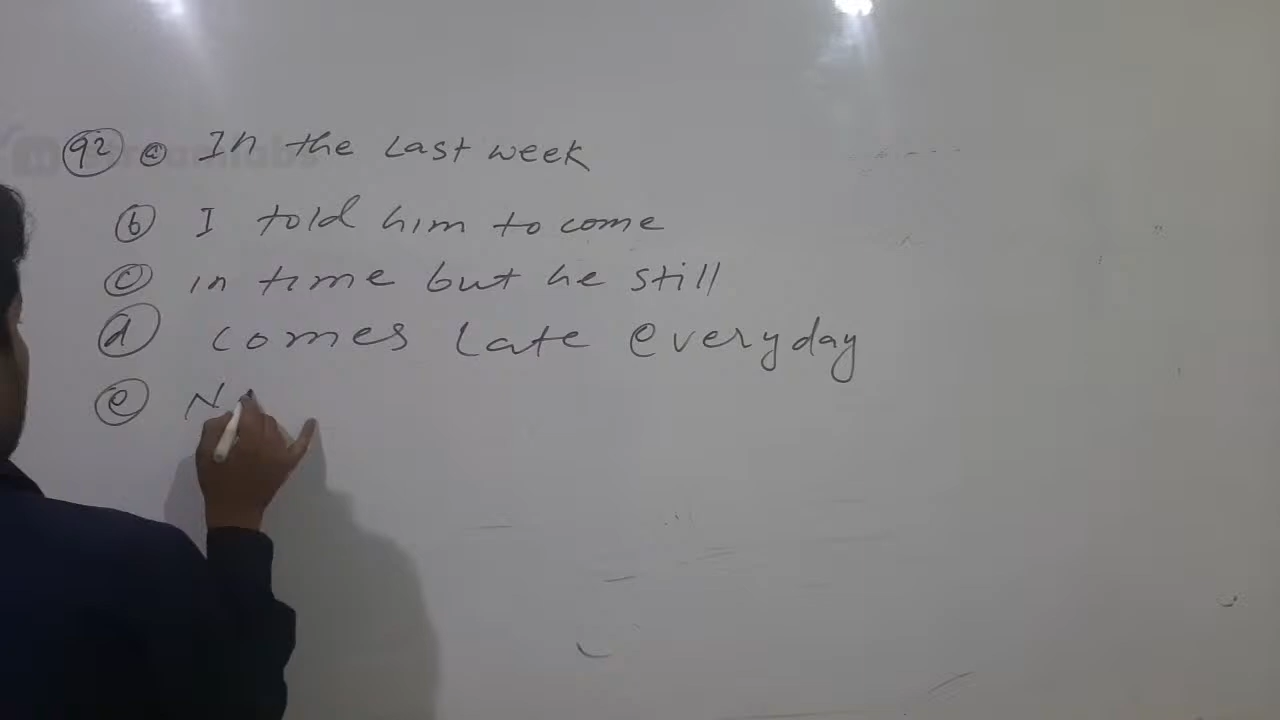 92 a In the last week
b I told him to come
c in time but he still
d comes late everyday
e N